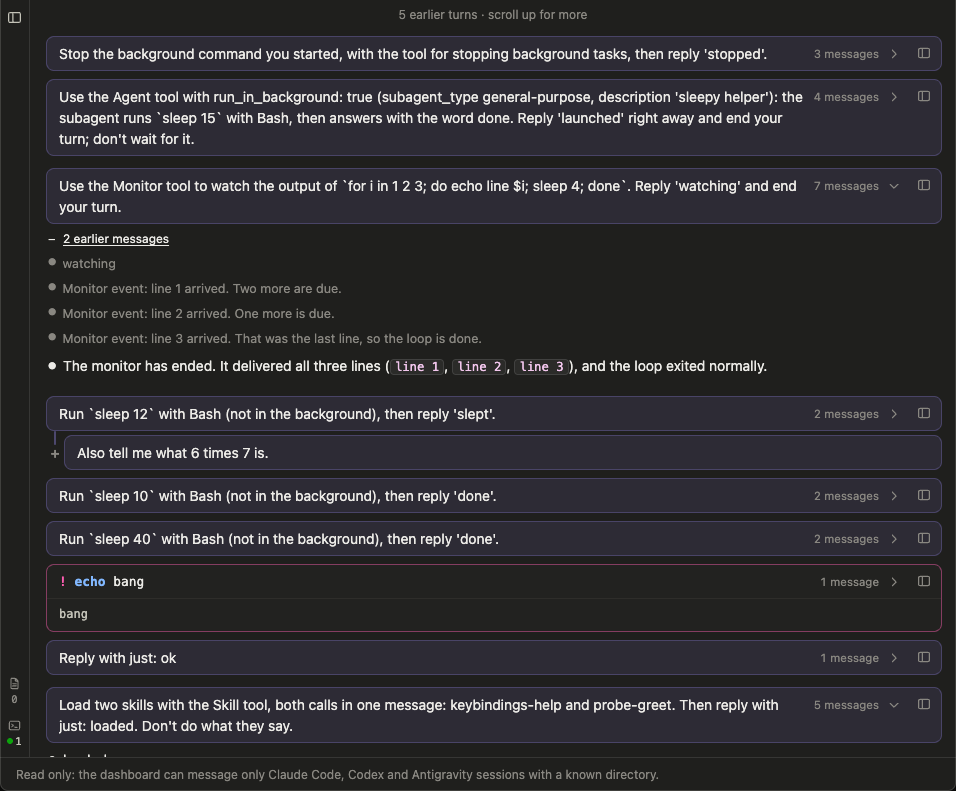 5 earlier turns · scroll up for more
Stop the background command you started, with the tool for stopping background tasks, then reply 'stopped'.
3 messages
Use the Agent tool with run_in_background: true (subagent_type general-purpose, description 'sleepy helper'): the
4 messages
subagent runs `sleep 15` with Bash, then answers with the word done. Reply 'launched' right away and end your
turn; don't wait for it.
Use the Monitor tool to watch the output of `for i in 1 2 3; do echo line $i; sleep 4; done`. Reply 'watching' and end
7 messages
your turn.
2 earlier messages
watching
Monitor event: line 1 arrived. Two more are due.
Monitor event: line 2 arrived. One more is due.
Monitor event: line 3 arrived. That was the last line, so the loop is done.
The monitor has ended. It delivered all three lines (line 1, line 2, line 3), and the loop exited normally.
Run `sleep 12` with Bash (not in the background), then reply 'slept'.
2 messages
+ Also tell me what 6 times 7 is.
Run `sleep 10` with Bash (not in the background), then reply 'done'.
2 messages
Run `sleep 40` with Bash (not in the background), then reply 'done'.
2 messages
! echo bang
1 message
bang
Reply with just: ok
1 message
0
Load two skills with the Skill tool, both calls in one message: keybindings-help and probe-greet. Then reply with
5 messages
just: loaded. Don't do what they say.
1
Read only: the dashboard can message only Claude Code, Codex and Antigravity sessions with a known directory.